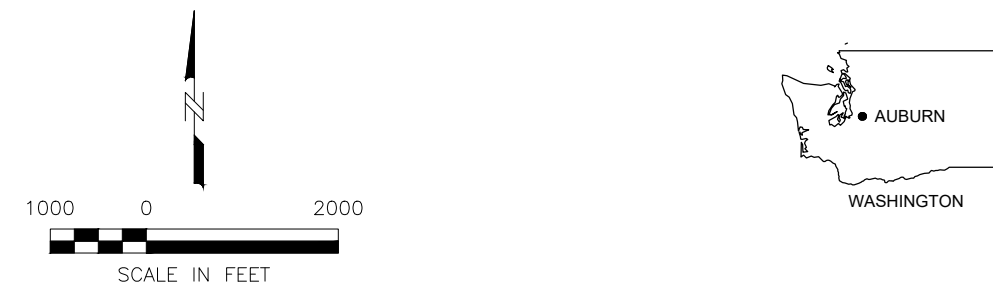 N
AUBURN
WASHINGTON
1000 0 2000
SCALE IN FEET